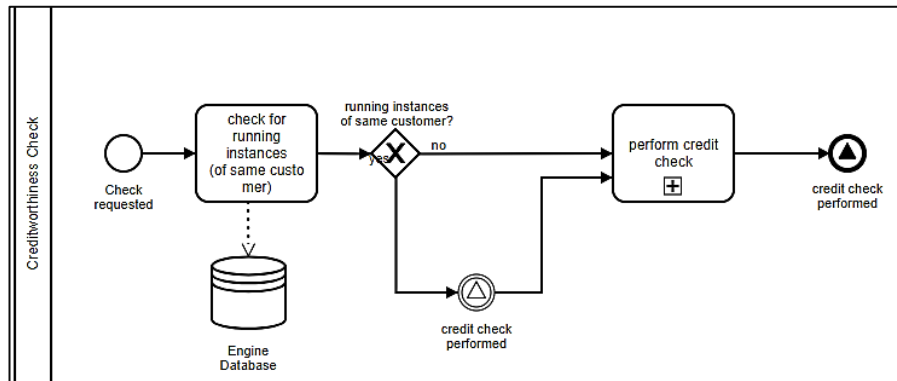 Creditworthiness Check
Check
requested
check for
running
instances
(of same custo
mer)
Engine
Database
running instances
of same customer?
yes
no
credit check
performed
perform credit
check
credit check
performed